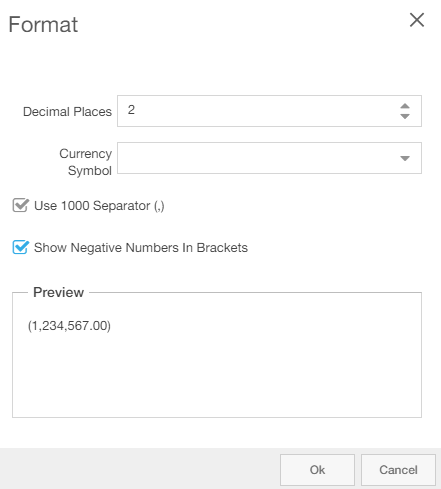 Format
Decimal Places 2
Currency
Symbol
Use 1000 Separator (,)
Show Negative Numbers In Brackets
Preview
(1,234,567.00)
Ok Cancel